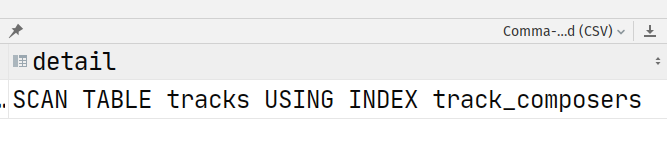 Comma-...d (CSV)
detail
SCAN TABLE tracks USING INDEX track_composers